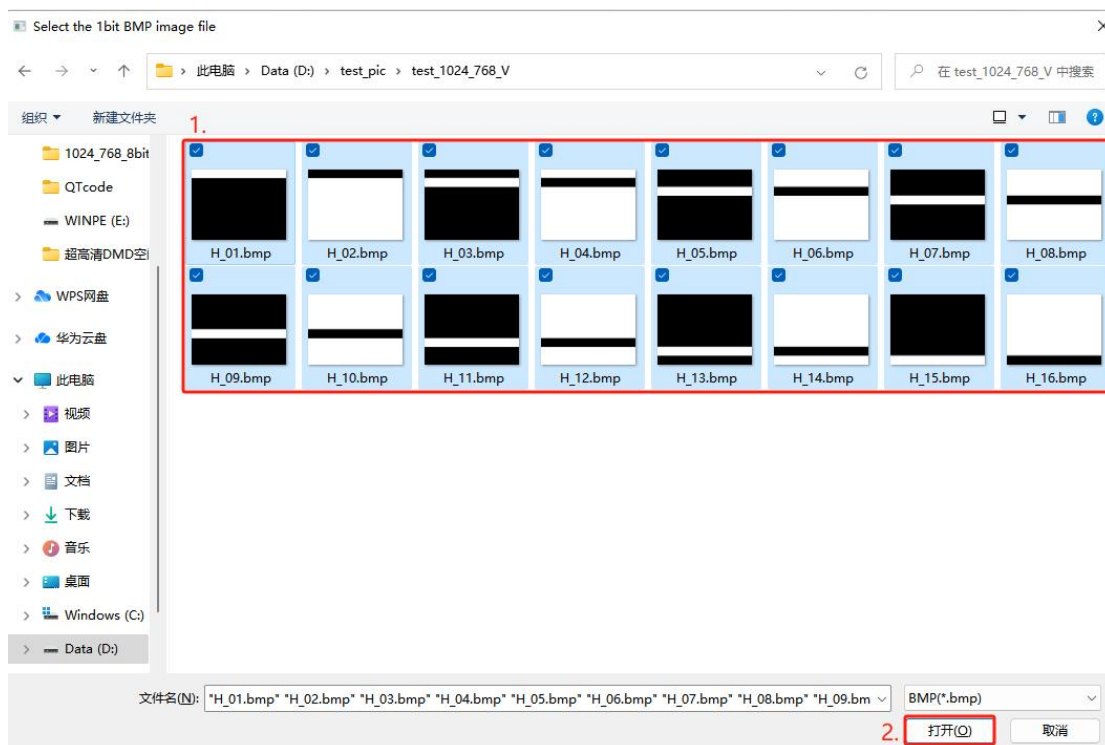 Select the 1bit BMP image file
此电脑 > Data (D:) > test_pic > test_1024_768_V
在 test_1024_768_V 中搜索
组织 新建文件夹
1.
1024_768_8bit
QTcode
WINPE (E:)
超高清DMD空
WPS网盘
华为云盘
此电脑
视频
图片
文档
下载
音乐
桌面
Windows (C:)
Data (D:)
H_01.bmp H_02.bmp H_03.bmp H_04.bmp H_05.bmp H_06.bmp H_07.bmp H_08.bmp
H_09.bmp H_10.bmp H_11.bmp H_12.bmp H_13.bmp H_14.bmp H_15.bmp H_16.bmp
文件名(N): "H_01.bmp" "H_02.bmp" "H_03.bmp" "H_04.bmp" "H_05.bmp" "H_06.bmp" "H_07.bmp" "H_08.bmp" "H_09.bm
BMP(*.bmp)
2. 打开(O) 取消